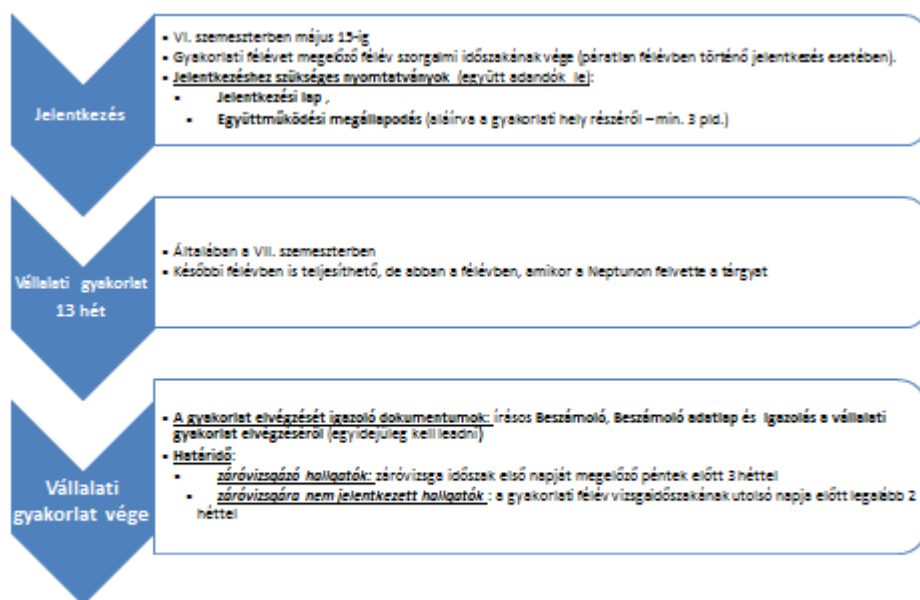 Jelentkezés
VI. szemeszterben május 15-ig
Gyakorlati félévet megelőző félév szorgalmi időszakának vége (páratlan félévben történő jelentkezés esetében).
Jelentkezéshez szükséges nyomtatványok (együtt adandók le):
Jelentkezési lap ,
Együttműködési megállapodás (aláírva a gyakorlati hely részéről – min. 3 pld.)
Vállalati gyakorlat
13 hét
Általában a VII. szemeszterben
Későbbi félévben is teljesíthető, de abban a félévben, amikor a Neptunon felvette a tárgyat
Vállalati
gyakorlat vége
A gyakorlat elvégzését igazoló dokumentumok: írásos Beszámoló, Beszámoló adatlap és Igazolás a vállalati
gyakorlat elvégzéséről (egyidejűleg kell leadni)
Határidő:
záróvizsgázó hallgatók: záróvizsga időszak első napját megelőző péntek előtt 3 héttel
záróvizsgára nem jelentkezett hallgatók : a gyakorlati félév vizsgaidőszakának utolsó napja előtt legalább 2
héttel